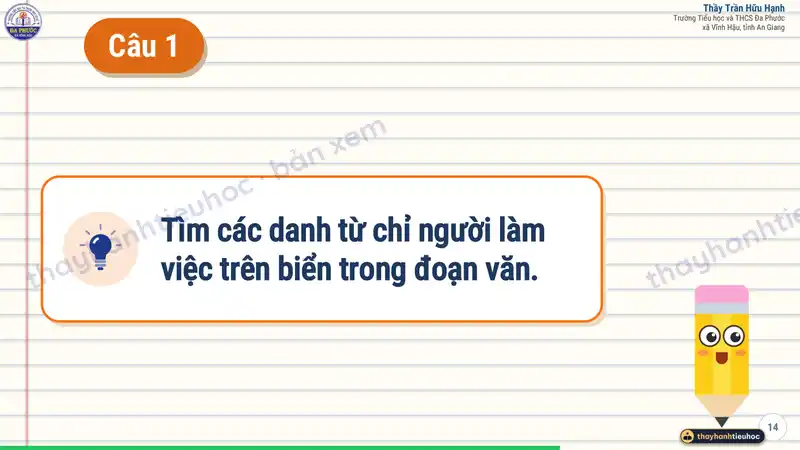 Thầy Trần Hữu Hạnh
Trường Tiểu học và THCS Đa Phước
xã Vĩnh Hậu, tỉnh An Giang
ĐA PHƯỚC
Câu 1
thayhanhtieuhoc · bản xem
Tìm các danh từ chỉ người làm
việc trên biển trong đoạn văn.
thayhanhtie
thayhanhtieuhoc
14